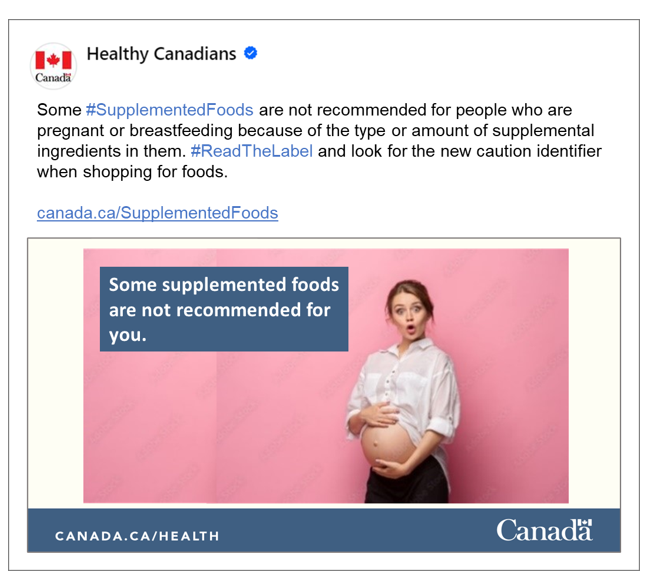 Healthy Canadians
Canada
Some #SupplementedFoods are not recommended for people who are
pregnant or breastfeeding because of the type or amount of supplemental
ingredients in them. #ReadTheLabel and look for the new caution identifier
when shopping for foods.
canada.ca/SupplementedFoods
Some supplemented foods
are not recommended for
you.
CANADA.CA/HEALTH
Canada